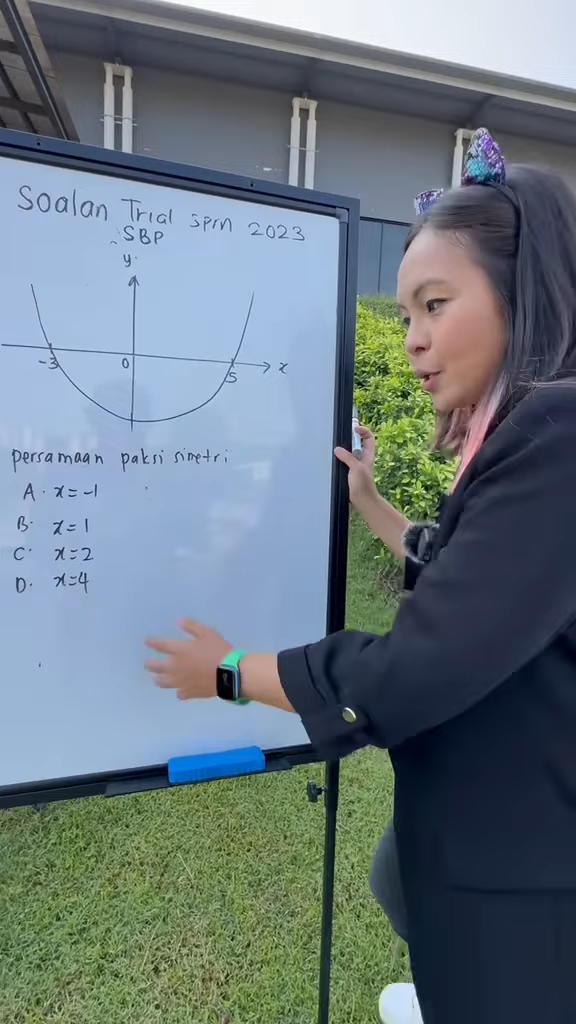 Soalan Trial SPM 2023
SBP
y
-3 0 5 x
persamaan paksi simetri
A. x=-1
B. x=1
C. x=2
D. x=4